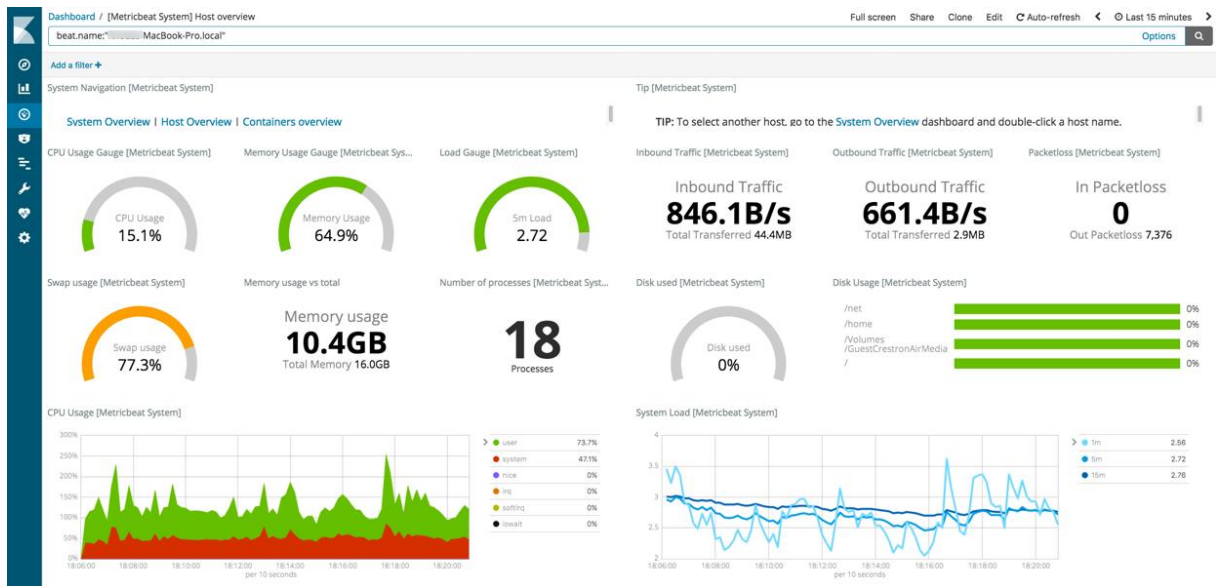 Dashboard / [Metricbeat System] Host overview
Full screen Share Clone Edit Auto-refresh Last 15 minutes
beat.name:" MacBook-Pro.local"
Options
Add a filter +
System Navigation [Metricbeat System]
Tip [Metricbeat System]
System Overview | Host Overview | Containers overview
TIP: To select another host, go to the System Overview dashboard and double-click a host name.
CPU Usage Gauge [Metricbeat System]
Memory Usage Gauge [Metricbeat Sys...
Load Gauge [Metricbeat System]
Inbound Traffic [Metricbeat System]
Outbound Traffic [Metricbeat System]
Packetloss [Metricbeat System]
CPU Usage
15.1%
Memory Usage
64.9%
5m Load
2.72
Inbound Traffic
846.1B/s
Total Transferred 44.4MB
Outbound Traffic
661.4B/s
Total Transferred 2.9MB
In Packetloss
0
Out Packetloss 7,376
Swap usage [Metricbeat System]
Memory usage vs total
Number of processes [Metricbeat Syst...
Disk used [Metricbeat System]
Disk Usage [Metricbeat System]
Swap usage
77.3%
Memory usage
10.4GB
Total Memory 16.0GB
18
Processes
Disk used
0%
/net 0%
/home 0%
/Volumes
/GuestCrestronAirMedia 0%
/ 0%
CPU Usage [Metricbeat System]
300%
250%
200%
150%
100%
50%
0%
18:06:00 18:08:00 18:10:00 18:12:00 18:14:00 18:16:00 18:18:00 18:20:00
per 10 seconds
user 73.7%
system 47.1%
nice 0%
irq 0%
softirq 0%
iowait 0%
System Load [Metricbeat System]
4
3.5
3
2.5
2
18:06:00 18:08:00 18:10:00 18:12:00 18:14:00 18:16:00 18:18:00 18:20:00
per 10 seconds
1m 2.56
5m 2.72
15m 2.76